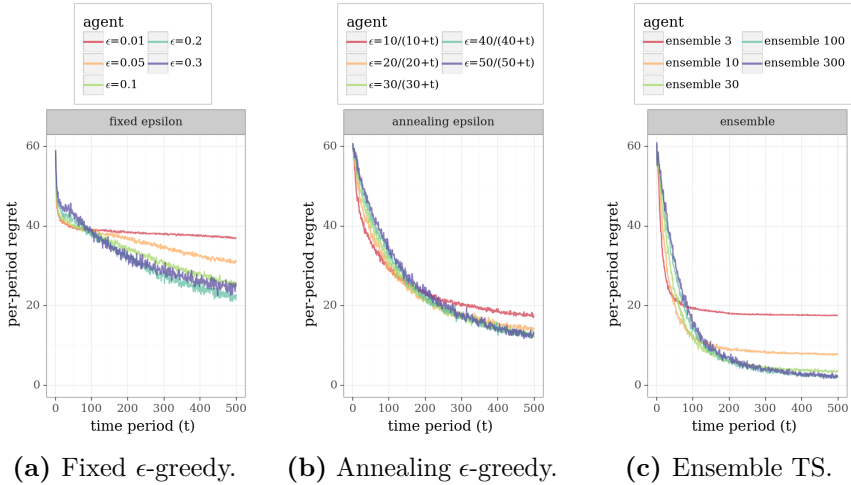 agent
ϵ=0.01 ϵ=0.2
ϵ=0.05 ϵ=0.3
ϵ=0.1
fixed epsilon
60
40
20
0
per-period regret
0 100 200 300 400 500
time period (t)
(a) Fixed ϵ-greedy.
agent
ϵ=10/(10+t) ϵ=40/(40+t)
ϵ=20/(20+t) ϵ=50/(50+t)
ϵ=30/(30+t)
annealing epsilon
60
40
20
0
per-period regret
0 100 200 300 400 500
time period (t)
(b) Annealing ϵ-greedy.
agent
ensemble 3 ensemble 100
ensemble 10 ensemble 300
ensemble 30
ensemble
60
40
20
0
per-period regret
0 100 200 300 400 500
time period (t)
(c) Ensemble TS.